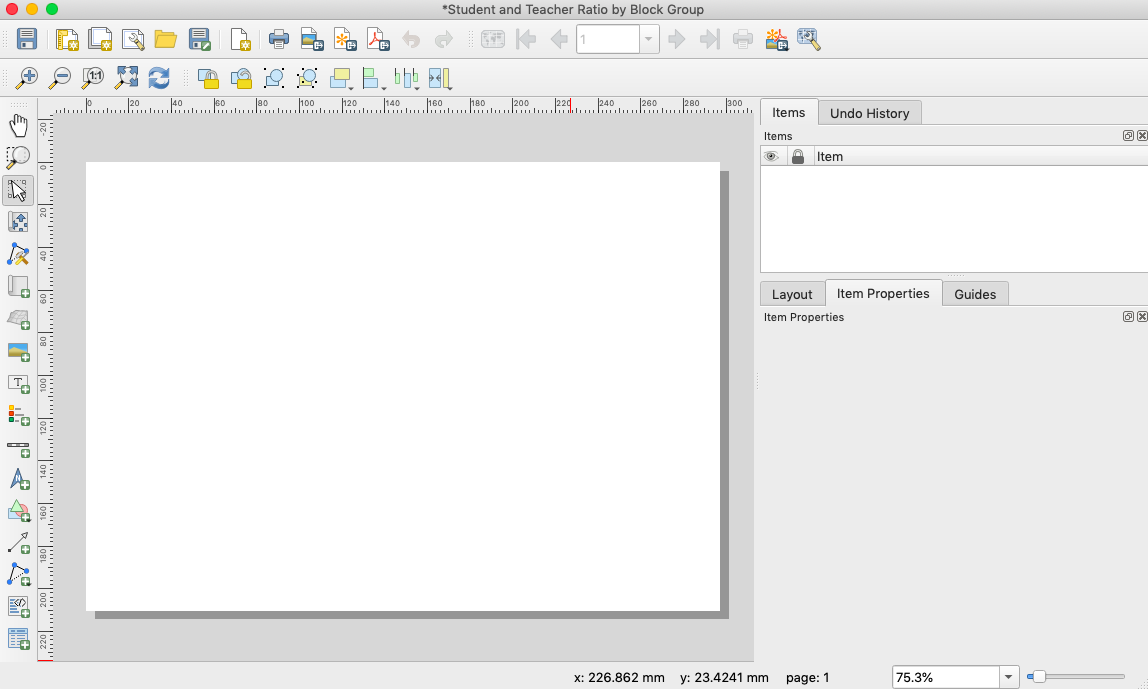 *Student and Teacher Ratio by Block Group
1
1:1
0 20 40 60 80 100 120 140 160 180 200 220 240 260 280 300
-20
0
20
40
60
80
100
120
140
160
180
200
220
Items Undo History
Items
Item
Layout Item Properties Guides
Item Properties
T
x: 226.862 mm y: 23.4241 mm page: 1 75.3%